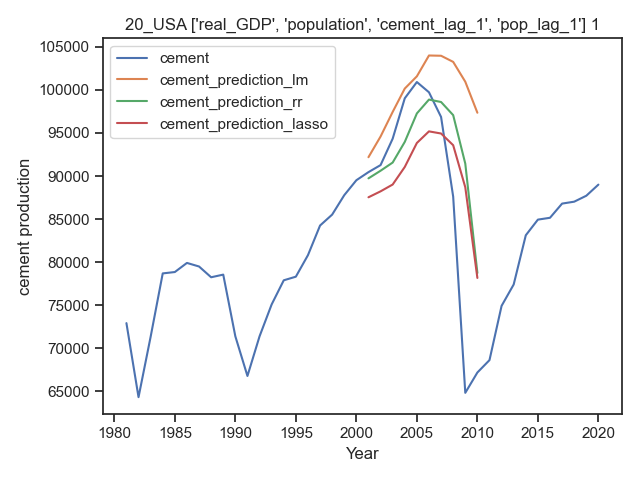 20_USA ['real_GDP', 'population', 'cement_lag_1', 'pop_lag_1'] 1
105000
100000
95000
90000
85000
80000
75000
70000
65000
cement production
cement
cement_prediction_lm
cement_prediction_rr
cement_prediction_lasso
1980 1985 1990 1995 2000 2005 2010 2015 2020
Year